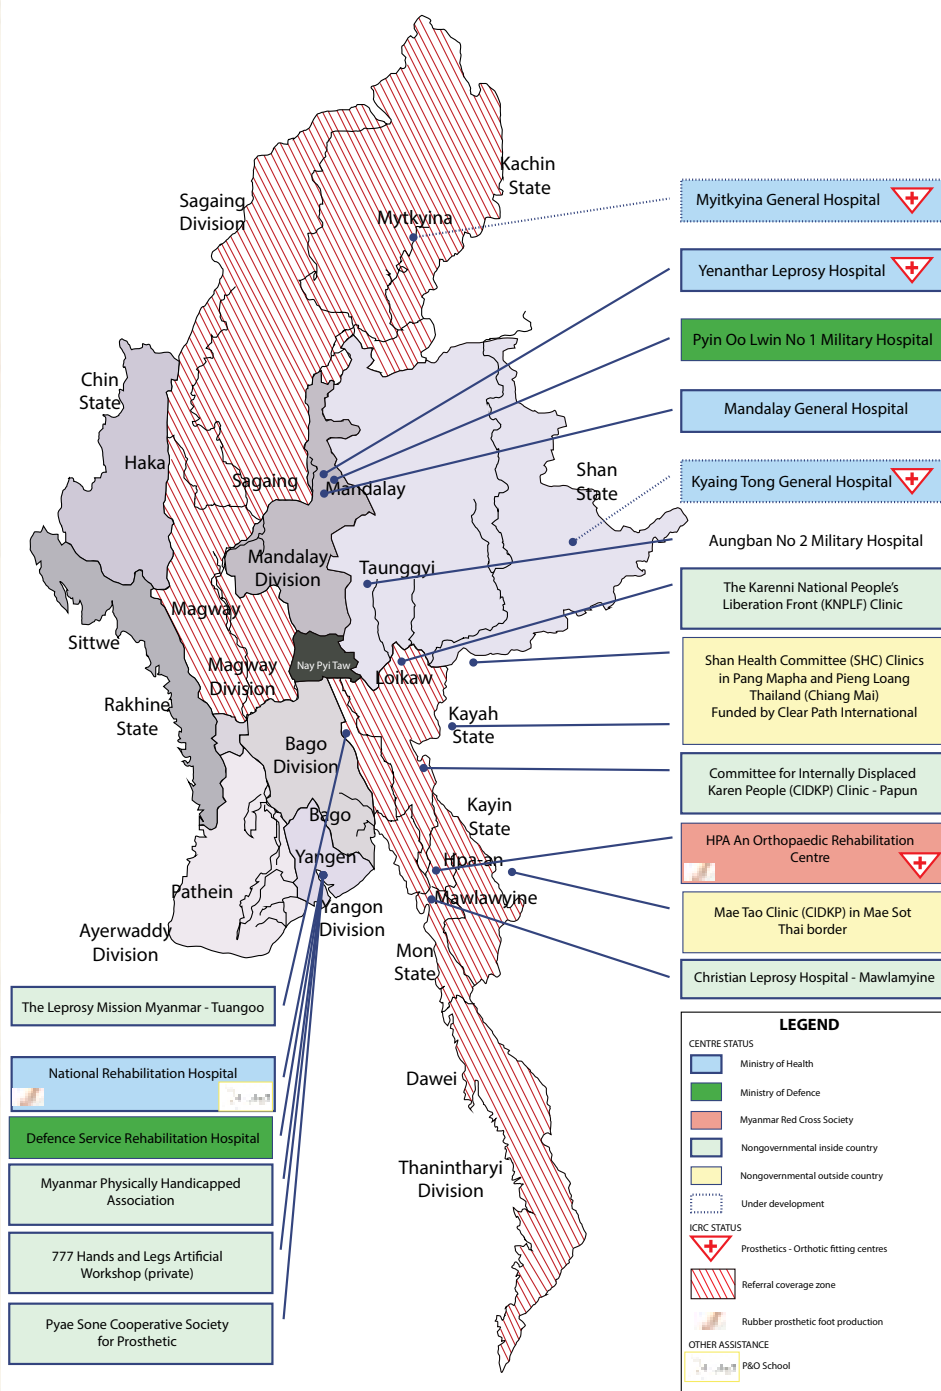 Kachin
State
Sagaing
Division
Mytkyina
Chin
State
Haka
Sagaing
Mandalay
Shan
State
Mandalay
Division
Taunggyi
Magway
Sittwe
Magway
Division
Nay Pyi Taw
Loikaw
Rakhine
State
Kayah
State
Bago
Division
Kayin
State
Bago
Yangen
Hpa-an
Pathein
Mawlawyine
Yangon
Division
Ayerwaddy
Division
Mon
State
Dawei
Thanintharyi
Division
Myitkyina General Hospital
Yenanthar Leprosy Hospital
Pyin Oo Lwin No 1 Military Hospital
Mandalay General Hospital
Kyaing Tong General Hospital
Aungban No 2 Military Hospital
The Karenni National People's
Liberation Front (KNPLF) Clinic
Shan Health Committee (SHC) Clinics
in Pang Mapha and Pieng Loang
Thailand (Chiang Mai)
Funded by Clear Path International
Committee for Internally Displaced
Karen People (CIDKP) Clinic - Papun
HPA An Orthopaedic Rehabilitation
Centre
Mae Tao Clinic (CIDKP) in Mae Sot
Thai border
Christian Leprosy Hospital - Mawlamyine
The Leprosy Mission Myanmar - Tuangoo
National Rehabilitation Hospital
Defence Service Rehabilitation Hospital
Myanmar Physically Handicapped
Association
777 Hands and Legs Artificial
Workshop (private)
Pyae Sone Cooperative Society
for Prosthetic
LEGEND
CENTRE STATUS
Ministry of Health
Ministry of Defence
Myanmar Red Cross Society
Nongovernmental inside country
Nongovernmental outside country
Under development
ICRC STATUS
Prosthetics - Orthotic fitting centres
Referral coverage zone
Rubber prosthetic foot production
OTHER ASSISTANCE
P&O School